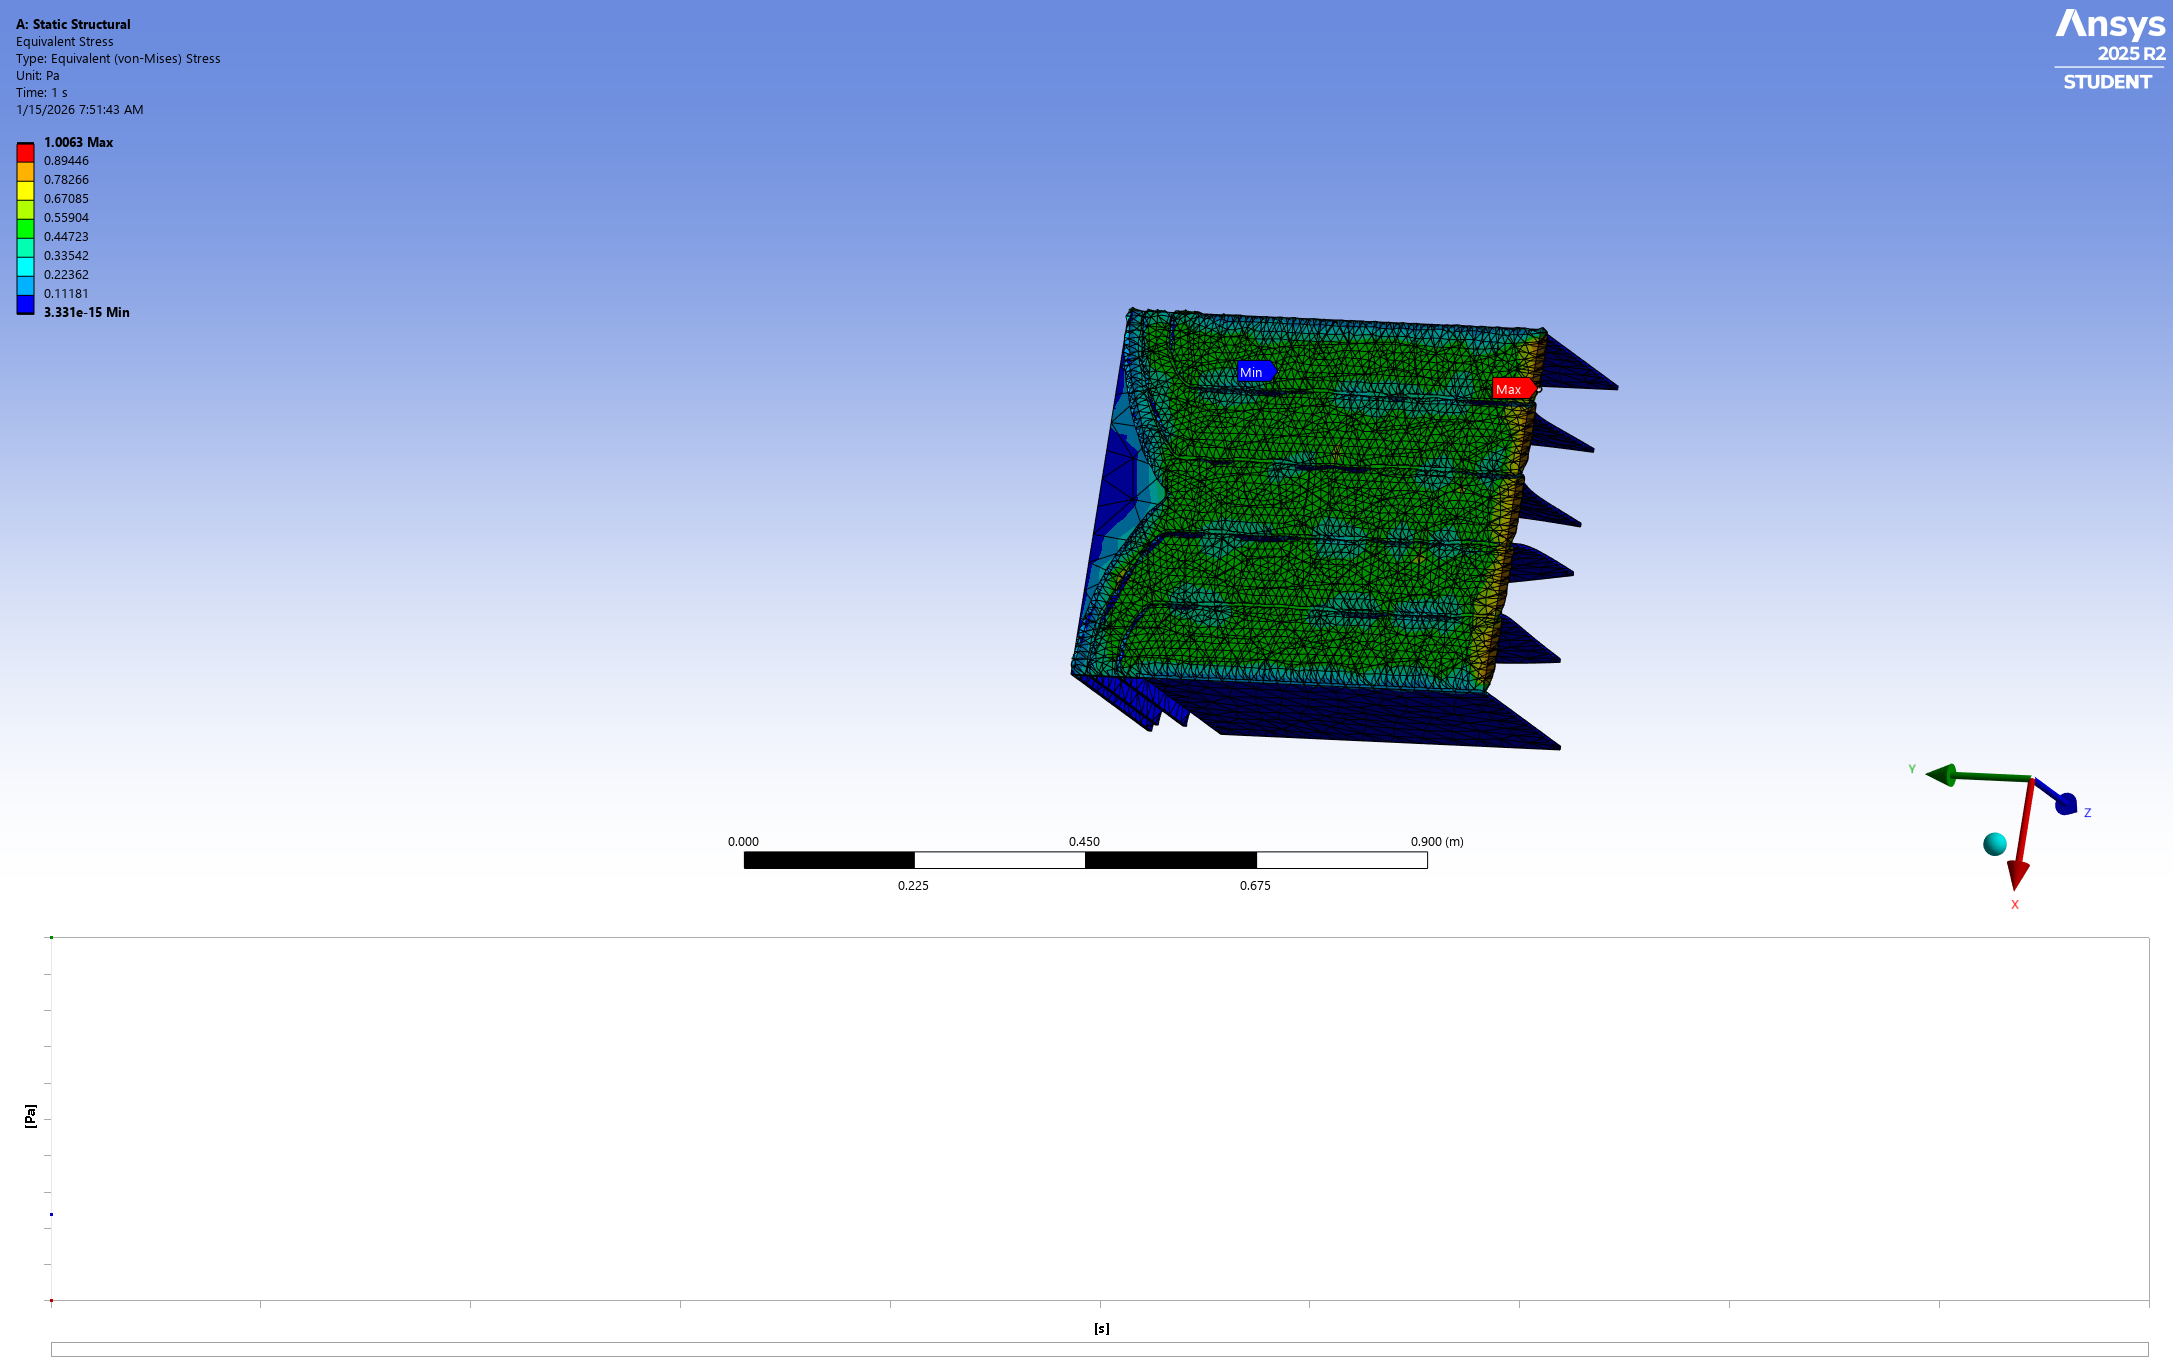 A: Static Structural
Equivalent Stress
Type: Equivalent (von-Mises) Stress
Unit: Pa
Time: 1 s
1/15/2026 7:51:43 AM
1.0063 Max
0.89446
0.78266
0.67085
0.55904
0.44723
0.33542
0.22362
0.11181
3.331e-15 Min
Ansys
2025 R2
STUDENT
Min
Max
Y
Z
X
0.000
0.450
0.900 (m)
0.225
0.675
[Pa]
[s]